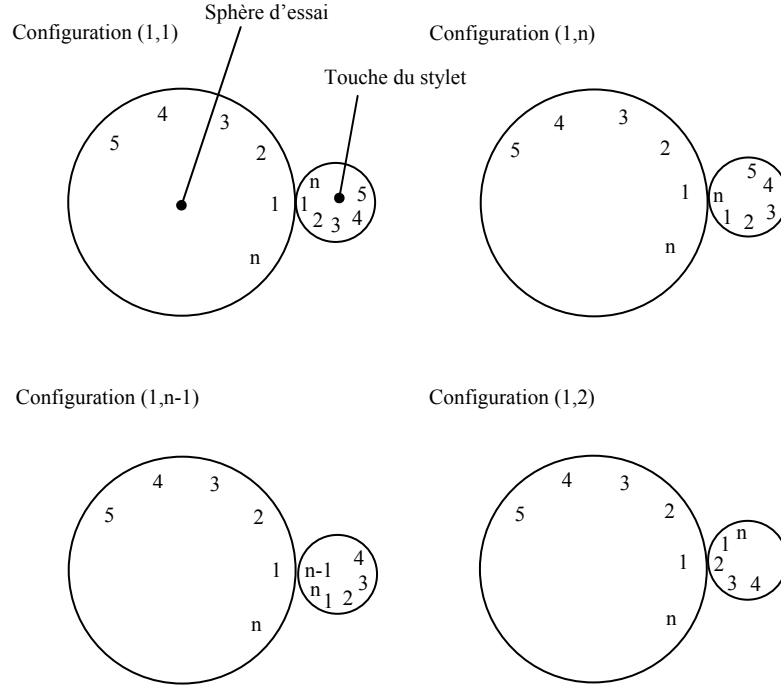 Sphère d'essai
Configuration (1,1)
Configuration (1,n)
Touche du stylet
5 4 3 2 1 n
1 n 2 3 4 5
5 4 3 2 1 n
n 1 2 3 4 5
Configuration (1,n-1)
Configuration (1,2)
5 4 3 2 1 n
n-1 n 1 2 3 4
5 4 3 2 1 n
2 1 n 3 4